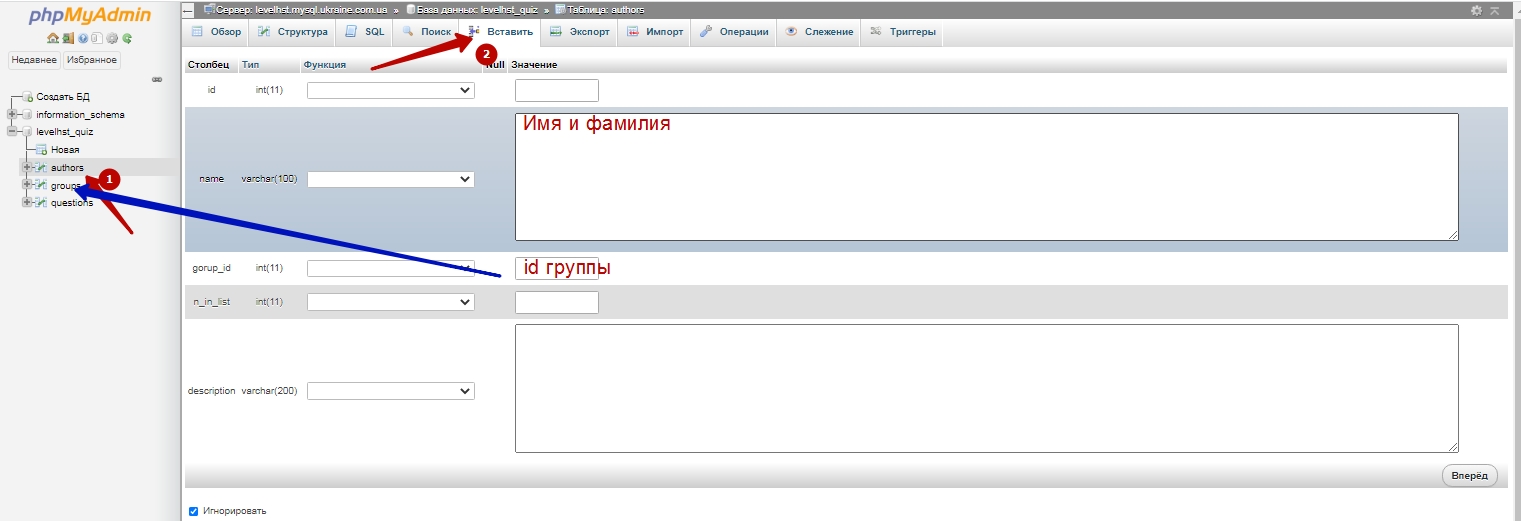 phpMyAdmin
Недавнее Избранное
Создать БД
information_schema
levelhst_quiz
Новая
authors
groups
questions
1
Сервер: levelhst.mysql.ukraine.com.ua » База данных: levelhst_quiz » Таблица: authors
Обзор Структура SQL Поиск Вставить Экспорт Импорт Операции Слежение Триггеры
2
Столбец Тип Функция Null Значение
id int(11)
name varchar(100) Имя и фамилия
gorup_id int(11) id группы
n_in_list int(11)
description varchar(200)
Вперёд
Игнорировать